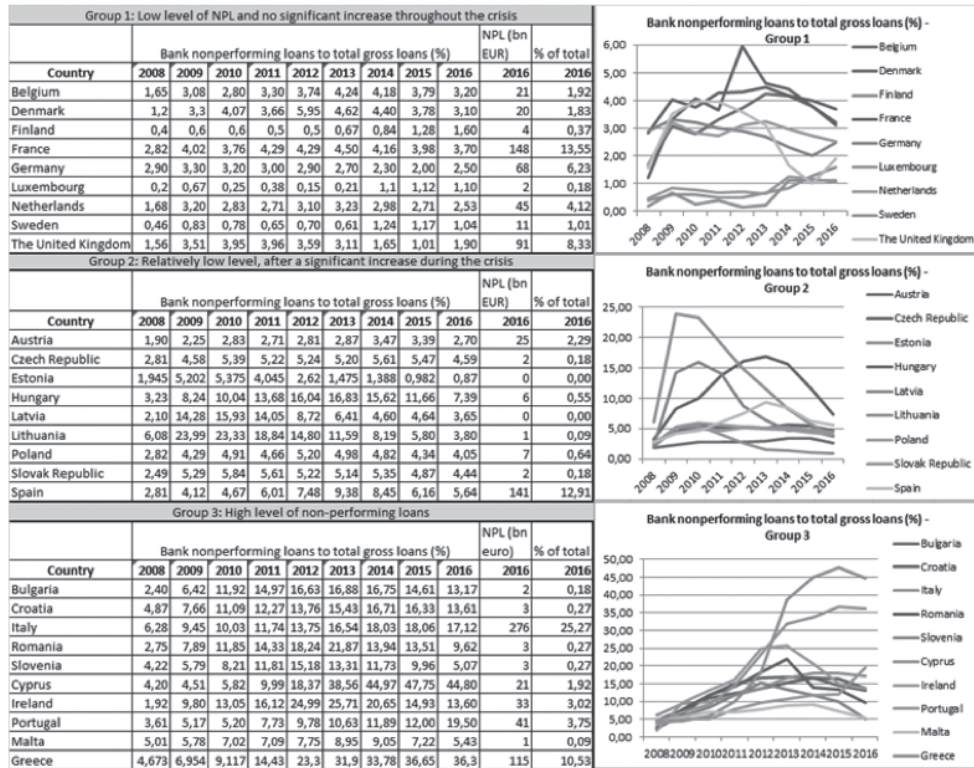 Group 1: Low level of NPL and no significant increase throughout the crisis
Bank nonperforming loans to total gross loans (%) NPL (bn EUR) % of total
Country 2008 2009 2010 2011 2012 2013 2014 2015 2016 2016 2016
Belgium 1,65 3,08 2,80 3,30 3,74 4,24 4,18 3,79 3,20 21 1,92
Denmark 1,2 3,3 4,07 3,66 5,95 4,62 4,40 3,78 3,10 20 1,83
Finland 0,4 0,6 0,6 0,5 0,5 0,67 0,84 1,28 1,60 4 0,37
France 2,82 4,02 3,76 4,29 4,29 4,50 4,16 3,98 3,70 148 13,55
Germany 2,90 3,30 3,20 3,00 2,90 2,70 2,30 2,00 2,50 68 6,23
Luxembourg 0,2 0,67 0,25 0,38 0,15 0,21 1,1 1,12 1,10 2 0,18
Netherlands 1,68 3,20 2,83 2,71 3,10 3,23 2,98 2,71 2,53 45 4,12
Sweden 0,46 0,83 0,78 0,65 0,70 0,61 1,24 1,17 1,04 11 1,01
The United Kingdom 1,56 3,51 3,95 3,96 3,59 3,11 1,65 1,01 1,90 91 8,33
Bank nonperforming loans to total gross loans (%) -
Group 1
6,00
5,00
4,00
3,00
2,00
1,00
0,00
2008 2009 2010 2011 2012 2013 2014 2015 2016
Belgium
Denmark
Finland
France
Germany
Luxembourg
Netherlands
Sweden
The United Kingdom
Group 2: Relatively low level, after a significant increase during the crisis
Bank nonperforming loans to total gross loans (%) NPL (bn EUR) % of total
Country 2008 2009 2010 2011 2012 2013 2014 2015 2016 2016 2016
Austria 1,90 2,25 2,83 2,71 2,81 2,87 3,47 3,39 2,70 25 2,29
Czech Republic 2,81 4,58 5,39 5,22 5,24 5,20 5,61 5,47 4,59 2 0,18
Estonia 1,945 5,202 5,375 4,045 2,62 1,475 1,388 0,982 0,87 0 0,00
Hungary 3,23 8,24 10,04 13,68 16,04 16,83 15,62 11,66 7,39 6 0,55
Latvia 2,10 14,28 15,93 14,05 8,72 6,41 4,60 4,64 3,65 0 0,00
Lithuania 6,08 23,99 23,33 18,84 14,80 11,59 8,19 5,80 3,80 1 0,09
Poland 2,82 4,29 4,91 4,66 5,20 4,98 4,82 4,34 4,05 7 0,64
Slovak Republic 2,49 5,29 5,84 5,61 5,22 5,14 5,35 4,87 4,44 2 0,18
Spain 2,81 4,12 4,67 6,01 7,48 9,38 8,45 6,16 5,64 141 12,91
Bank nonperforming loans to total gross loans (%) -
Group 2
25,00
20,00
15,00
10,00
5,00
0,00
2008 2009 2010 2011 2012 2013 2014 2015 2016
Austria
Czech Republic
Estonia
Hungary
Latvia
Lithuania
Poland
Slovak Republic
Spain
Group 3: High level of non-performing loans
Bank nonperforming loans to total gross loans (%) NPL (bn euro) % of total
Country 2008 2009 2010 2011 2012 2013 2014 2015 2016 2016 2016
Bulgaria 2,40 6,42 11,92 14,97 16,63 16,88 16,75 14,61 13,17 2 0,18
Croatia 4,87 7,66 11,09 12,27 13,76 15,43 16,71 16,33 13,61 3 0,27
Italy 6,28 9,45 10,03 11,74 13,75 16,54 18,03 18,06 17,12 276 25,27
Romania 2,75 7,89 11,85 14,33 18,24 21,87 13,94 13,51 9,62 3 0,27
Slovenia 4,22 5,79 8,21 11,81 15,18 13,31 11,73 9,96 5,07 3 0,27
Cyprus 4,20 4,51 5,82 9,99 18,37 38,56 44,97 47,75 44,80 21 1,92
Ireland 1,92 9,80 13,05 16,12 24,99 25,71 20,65 14,93 13,60 33 3,02
Portugal 3,61 5,17 5,20 7,73 9,78 10,63 11,89 12,00 19,50 41 3,75
Malta 5,01 5,78 7,02 7,09 7,75 8,95 9,05 7,22 5,43 1 0,09
Greece 4,673 6,954 9,117 14,43 23,3 31,9 33,78 36,65 36,3 115 10,53
Bank nonperforming loans to total gross loans (%) -
Group 3
50,00
45,00
40,00
35,00
30,00
25,00
20,00
15,00
10,00
5,00
0,00
2008 2009 2010 2011 2012 2013 2014 2015 2016
Bulgaria
Croatia
Italy
Romania
Slovenia
Cyprus
Ireland
Portugal
Malta
Greece